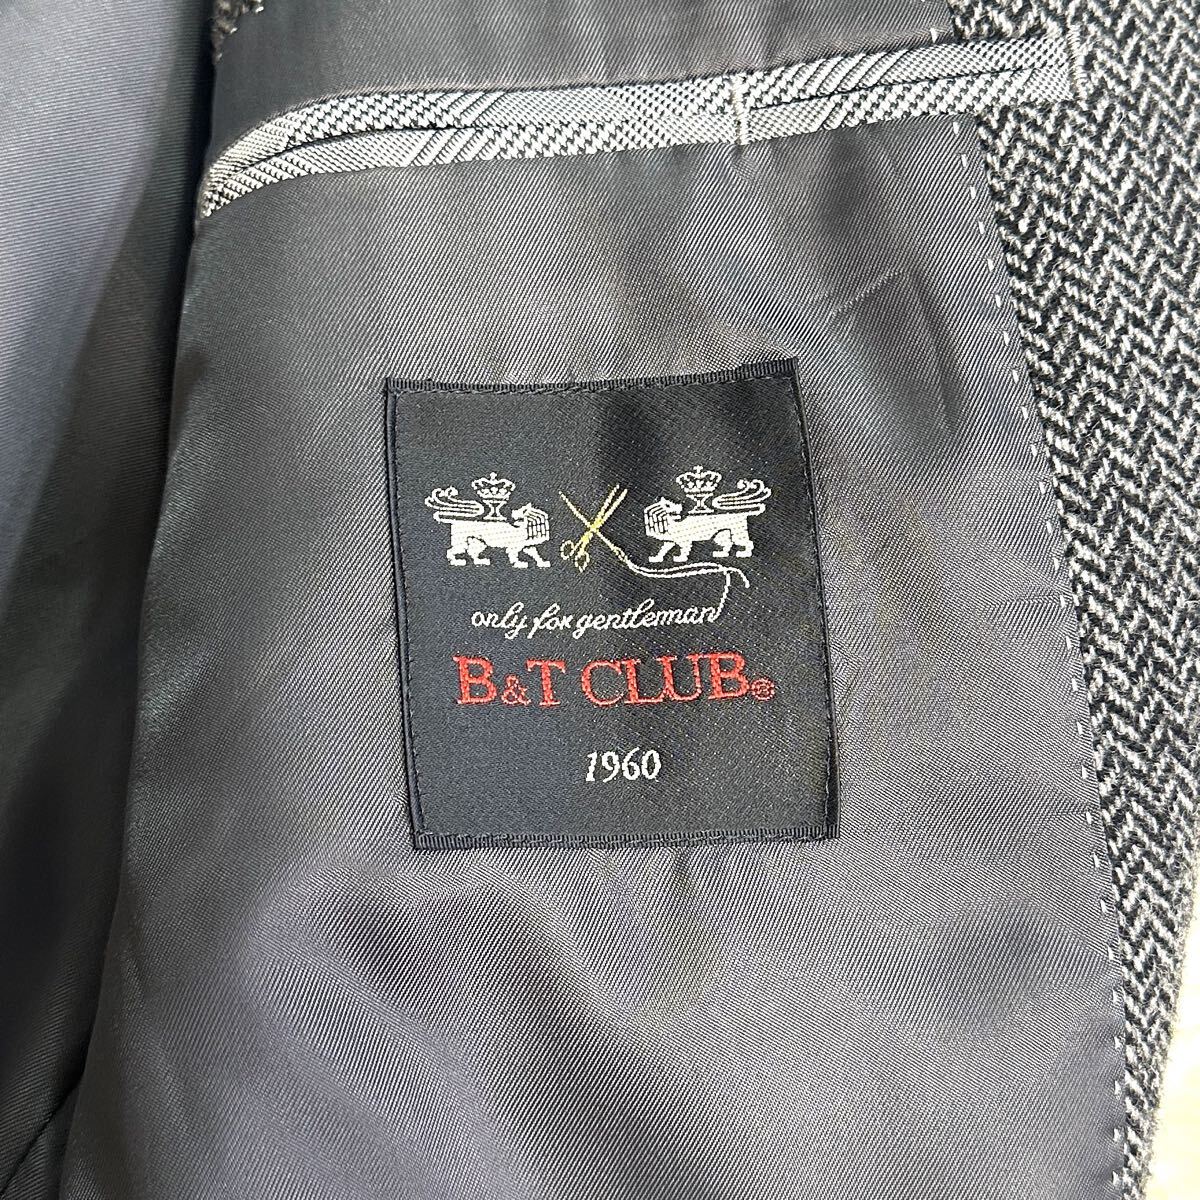 only for gentleman
B&T CLUB®
1960